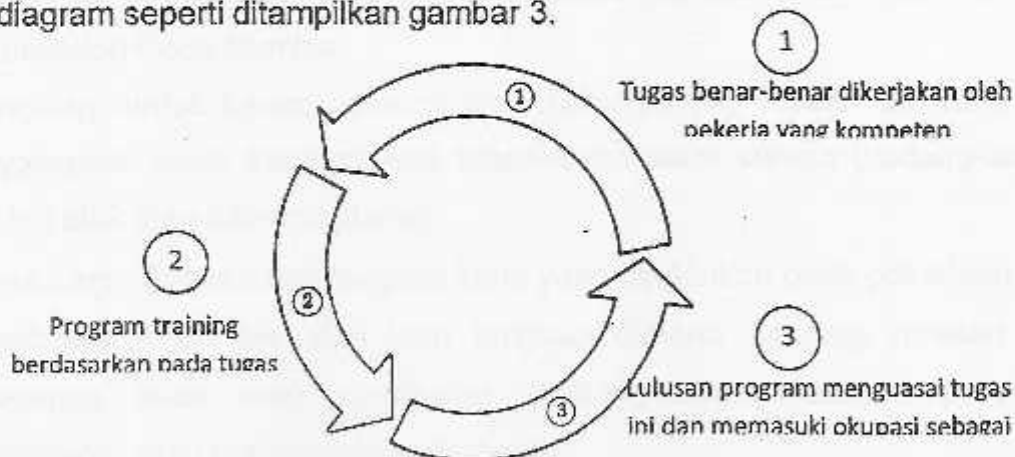 diagram seperti ditampilkan gambar 3.
1
Tugas benar-benar dikerjakan oleh
pekerja yang kompeten
2
Program training
berdasarkan pada tugas
3
Lulusan program menguasai tugas
ini dan memasuki okupasi sebagai
1
2
3